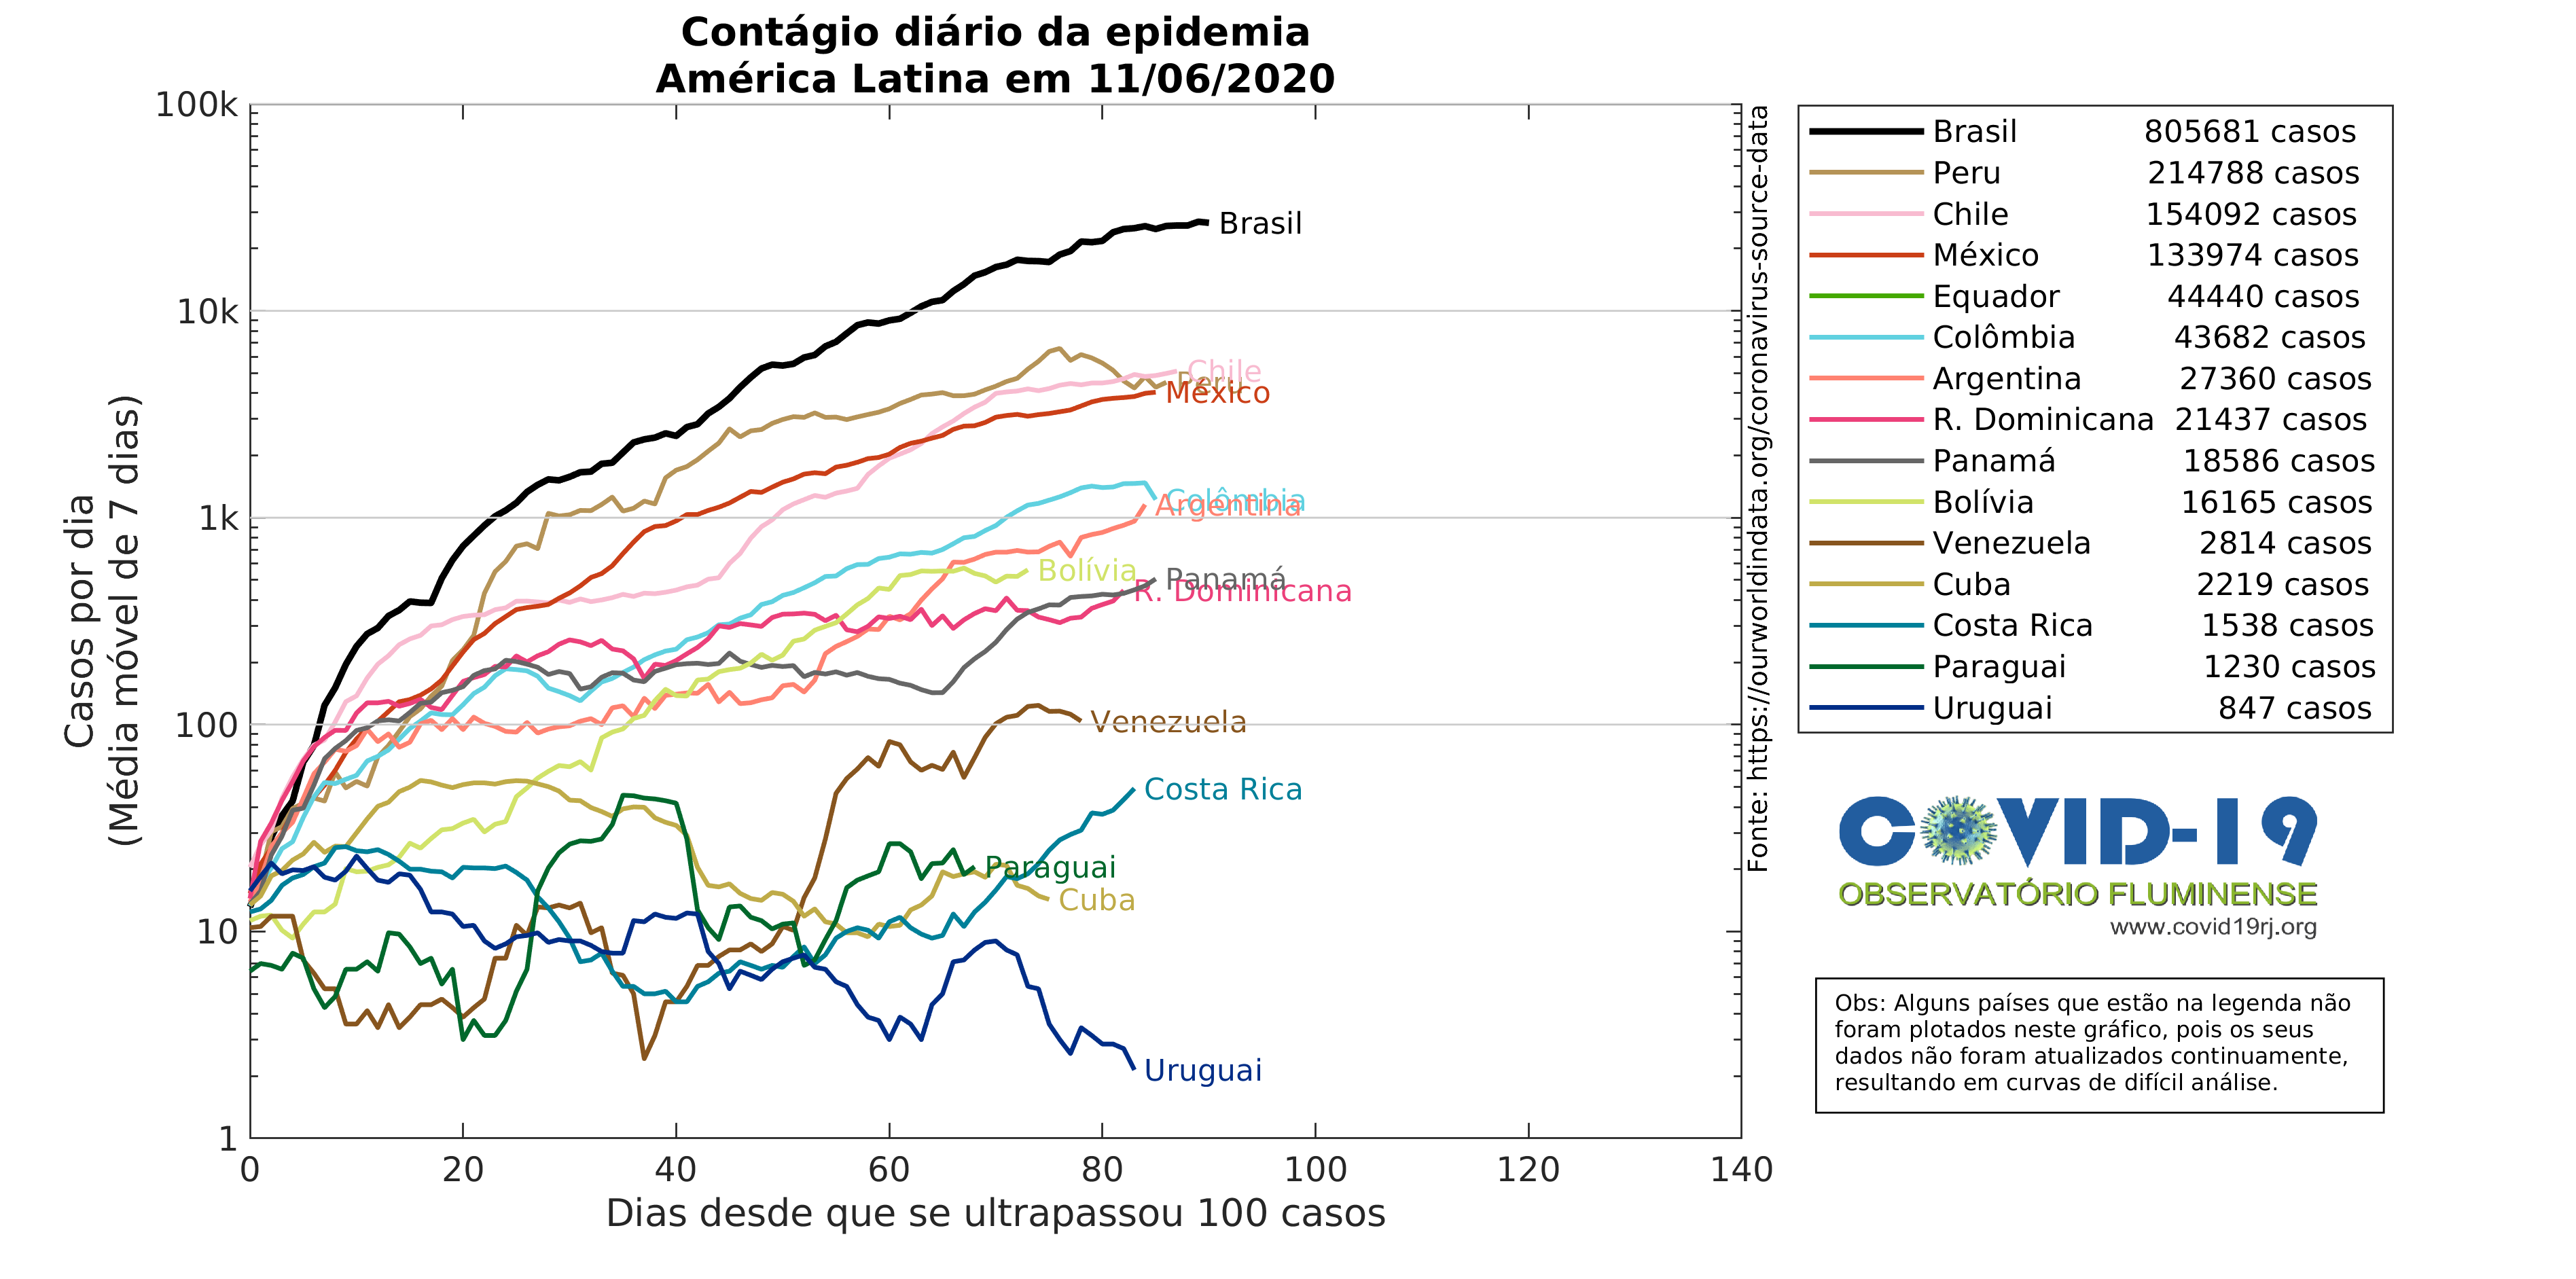 Contágio diário da epidemia
América Latina em 11/06/2020
100k
10k
1k
100
10
1
Casos por dia
(Média móvel de 7 dias)
0 20 40 60 80 100 120 140
Dias desde que se ultrapassou 100 casos
Brasil
Chile
Peru
México
Colômbia
Argentina
Bolívia
Panamá
R. Dominicana
Venezuela
Costa Rica
Paraguai
Cuba
Uruguai
Fonte: https://ourworldindata.org/coronavirus-source-data
Brasil 805681 casos
Peru 214788 casos
Chile 154092 casos
México 133974 casos
Equador 44440 casos
Colômbia 43682 casos
Argentina 27360 casos
R. Dominicana 21437 casos
Panamá 18586 casos
Bolívia 16165 casos
Venezuela 2814 casos
Cuba 2219 casos
Costa Rica 1538 casos
Paraguai 1230 casos
Uruguai 847 casos
COVID-19
OBSERVATÓRIO FLUMINENSE
www.covid19rj.org
Obs: Alguns países que estão na legenda não
foram plotados neste gráfico, pois os seus
dados não foram atualizados continuamente,
resultando em curvas de difícil análise.